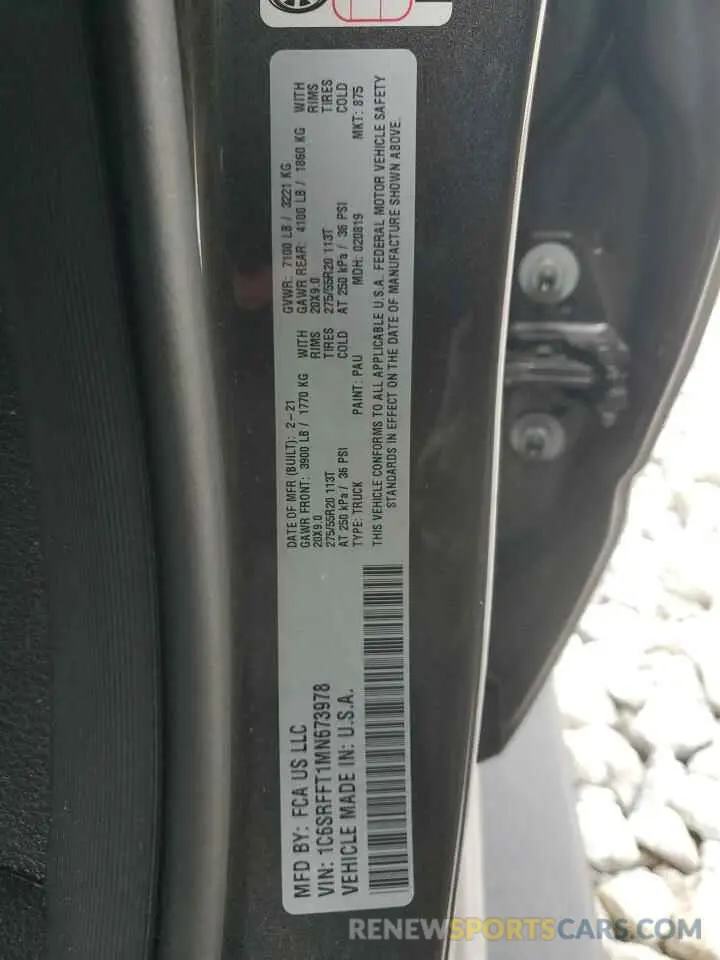 MFD BY: FCA US LLC
VIN: 1C6SRFFT1MN673978
VEHICLE MADE IN: U.S.A.
DATE OF MFR (BUILT): 2-21 GVWR: 7100 LB / 3221 KG
GAWR FRONT: 3900 LB / 1770 KG WITH GAWR REAR: 4100 LB / 1860 KG WITH
20X9.0 RIMS 20X9.0 RIMS
275/55R20 113T TIRES 275/55R20 113T TIRES
AT 250 kPa / 36 PSI COLD AT 250 kPa / 36 PSI COLD
TYPE: TRUCK PAINT: PAU MDH: 020819 MKT: 875
THIS VEHICLE CONFORMS TO ALL APPLICABLE U.S.A. FEDERAL MOTOR VEHICLE SAFETY
STANDARDS IN EFFECT ON THE DATE OF MANUFACTURE SHOWN ABOVE.
RENEWSPORTSCARS.COM